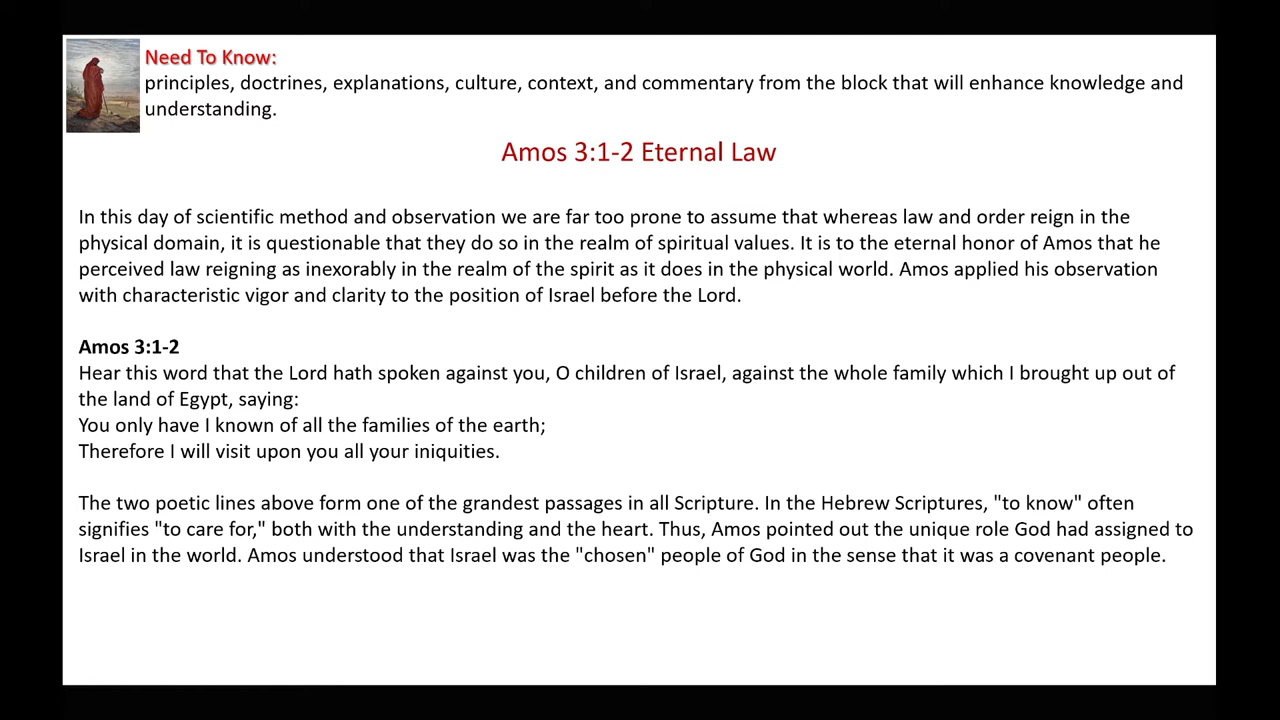 Need To Know:
principles, doctrines, explanations, culture, context, and commentary from the block that will enhance knowledge and
understanding.
Amos 3:1-2 Eternal Law
In this day of scientific method and observation we are far too prone to assume that whereas law and order reign in the
physical domain, it is questionable that they do so in the realm of spiritual values. It is to the eternal honor of Amos that he
perceived law reigning as inexorably in the realm of the spirit as it does in the physical world. Amos applied his observation
with characteristic vigor and clarity to the position of Israel before the Lord.
Amos 3:1-2
Hear this word that the Lord hath spoken against you, O children of Israel, against the whole family which I brought up out of
the land of Egypt, saying:
You only have I known of all the families of the earth;
Therefore I will visit upon you all your iniquities.
The two poetic lines above form one of the grandest passages in all Scripture. In the Hebrew Scriptures, "to know" often
signifies "to care for," both with the understanding and the heart. Thus, Amos pointed out the unique role God had assigned to
Israel in the world. Amos understood that Israel was the "chosen" people of God in the sense that it was a covenant people.